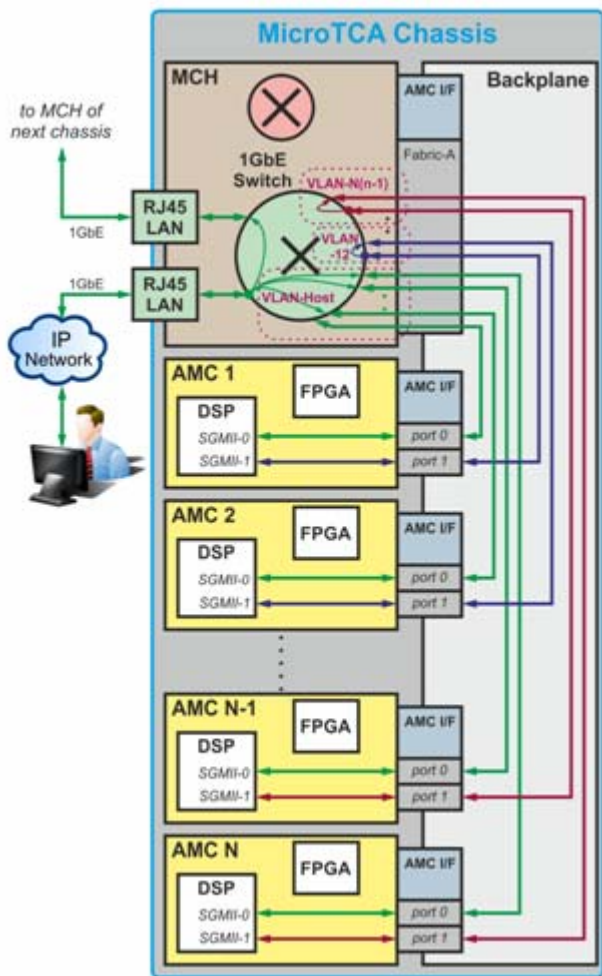 MicroTCA Chassis
MCH
AMC I/F
Backplane
to MCH of
next chassis
1GbE
Switch
Fabric-A
VLAN-N(n-1)
RJ45
LAN
1GbE
VLAN
-12
1GbE
RJ45
LAN
VLAN-Host
IP
Network
AMC 1
FPGA
AMC I/F
DSP
SGMII-0
port 0
SGMII-1
port 1
AMC 2
FPGA
AMC I/F
DSP
SGMII-0
port 0
SGMII-1
port 1
AMC N-1
FPGA
AMC I/F
DSP
SGMII-0
port 0
SGMII-1
port 1
AMC N
FPGA
AMC I/F
DSP
SGMII-0
port 0
SGMII-1
port 1